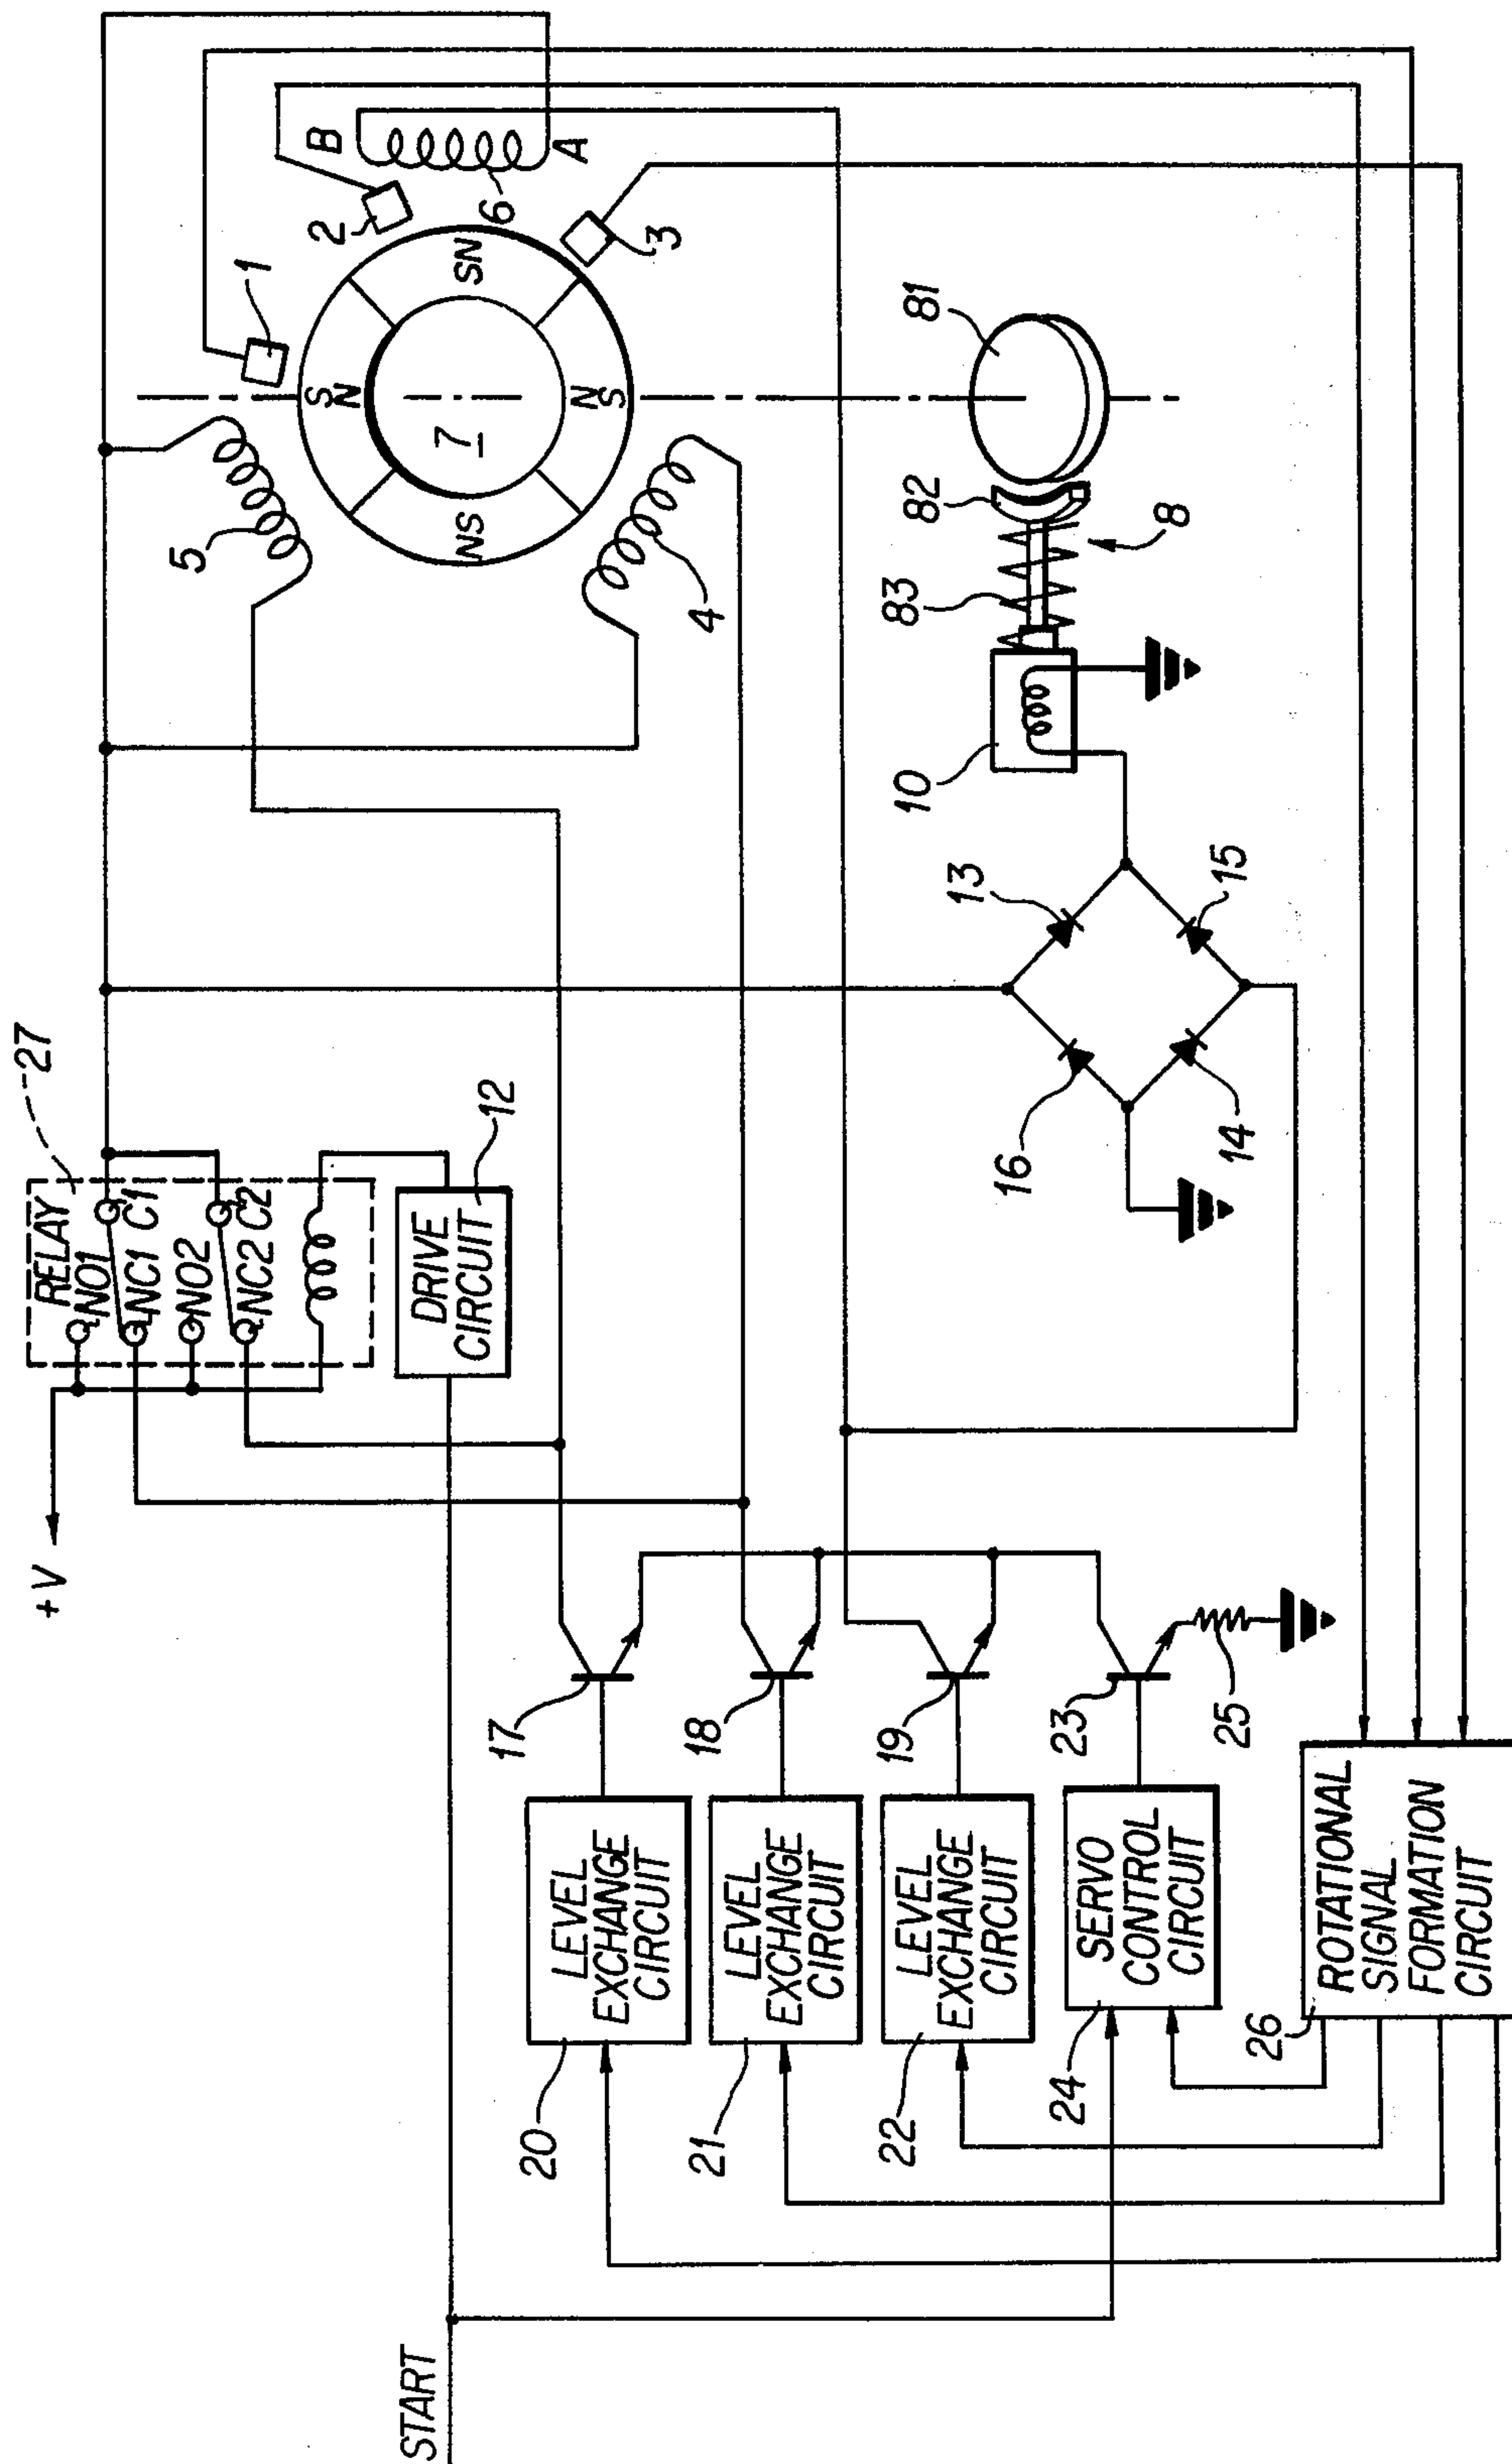 START
+V
27
RELAY
NO1
NC1 C1
NO2
NC2 C2
DRIVE
CIRCUIT
12
5
4
1
2
3
B
A
6
S
N
SN
N
S
NS
7
81
82
83
8
10
13
15
16
14
17
18
19
23
25
LEVEL
EXCHANGE
CIRCUIT
20
LEVEL
EXCHANGE
CIRCUIT
21
LEVEL
EXCHANGE
CIRCUIT
22
SERVO
CONTROL
CIRCUIT
24
ROTATIONAL
SIGNAL
FORMATION
CIRCUIT
26